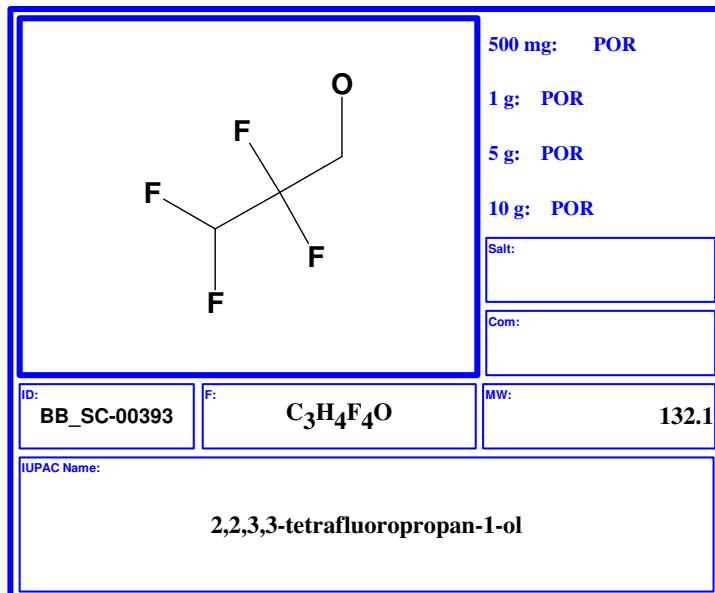 O
F
F
F
F
500 mg: POR
1 g: POR
5 g: POR
10 g: POR
Salt:
Com:
ID:
BB_SC-00393
F:
C3H4F4O
MW:
132.1
IUPAC Name:
2,2,3,3-tetrafluoropropan-1-ol